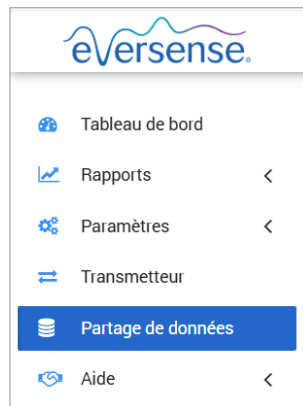 eversense.
Tableau de bord
Rapports
Paramètres
Transmetteur
Partage de données
Aide